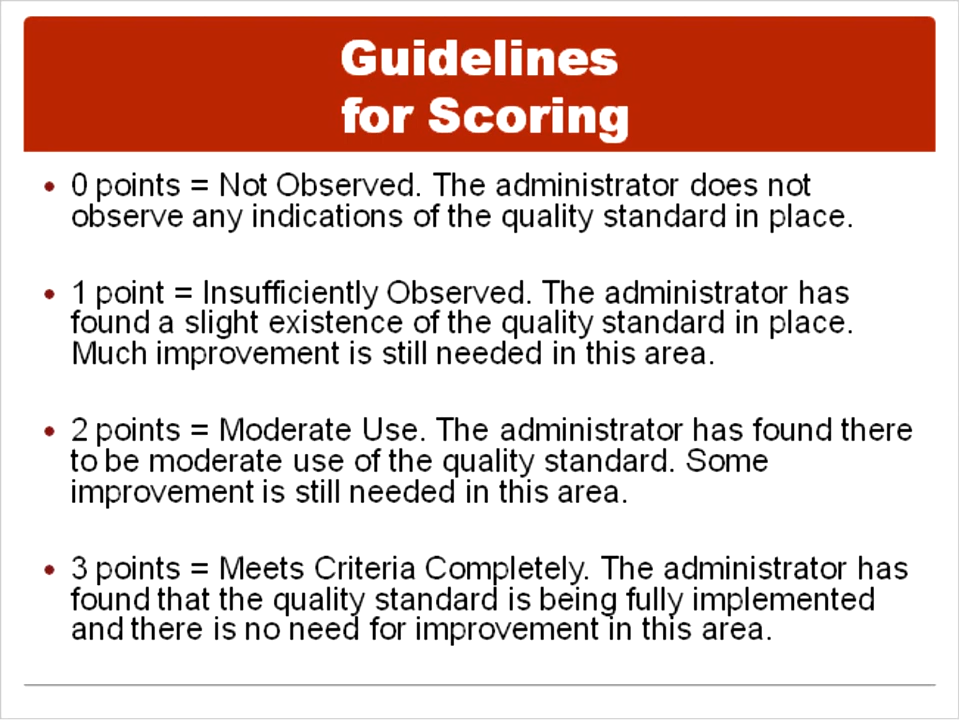 Guidelines
for Scoring
• 0 points = Not Observed. The administrator does not
observe any indications of the quality standard in place.
• 1 point = Insufficiently Observed. The administrator has
found a slight existence of the quality standard in place.
Much improvement is still needed in this area.
• 2 points = Moderate Use. The administrator has found there
to be moderate use of the quality standard. Some
improvement is still needed in this area.
• 3 points = Meets Criteria Completely. The administrator has
found that the quality standard is being fully implemented
and there is no need for improvement in this area.